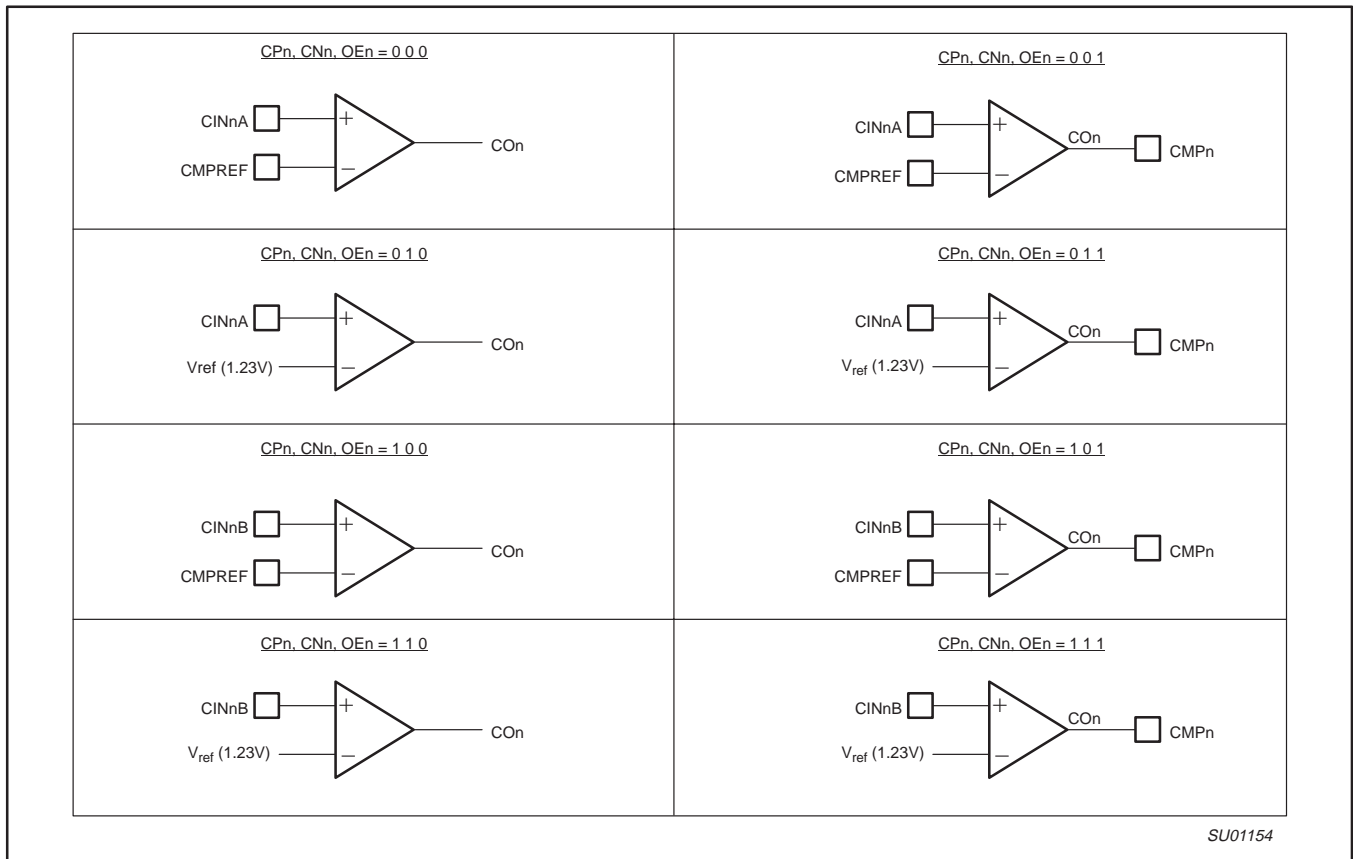 CPn, CNn, OEn = 0 0 0
CINnA
+
COn
CMPREF
–
CPn, CNn, OEn = 0 0 1
CINnA
+
COn
CMPn
CMPREF
–
CPn, CNn, OEn = 0 1 0
CINnA
+
COn
Vref (1.23V)
–
CPn, CNn, OEn = 0 1 1
CINnA
+
COn
CMPn
Vref (1.23V)
–
CPn, CNn, OEn = 1 0 0
CINnB
+
COn
CMPREF
–
CPn, CNn, OEn = 1 0 1
CINnB
+
COn
CMPn
CMPREF
–
CPn, CNn, OEn = 1 1 0
CINnB
+
COn
Vref (1.23V)
–
CPn, CNn, OEn = 1 1 1
CINnB
+
COn
CMPn
Vref (1.23V)
–
SU01154